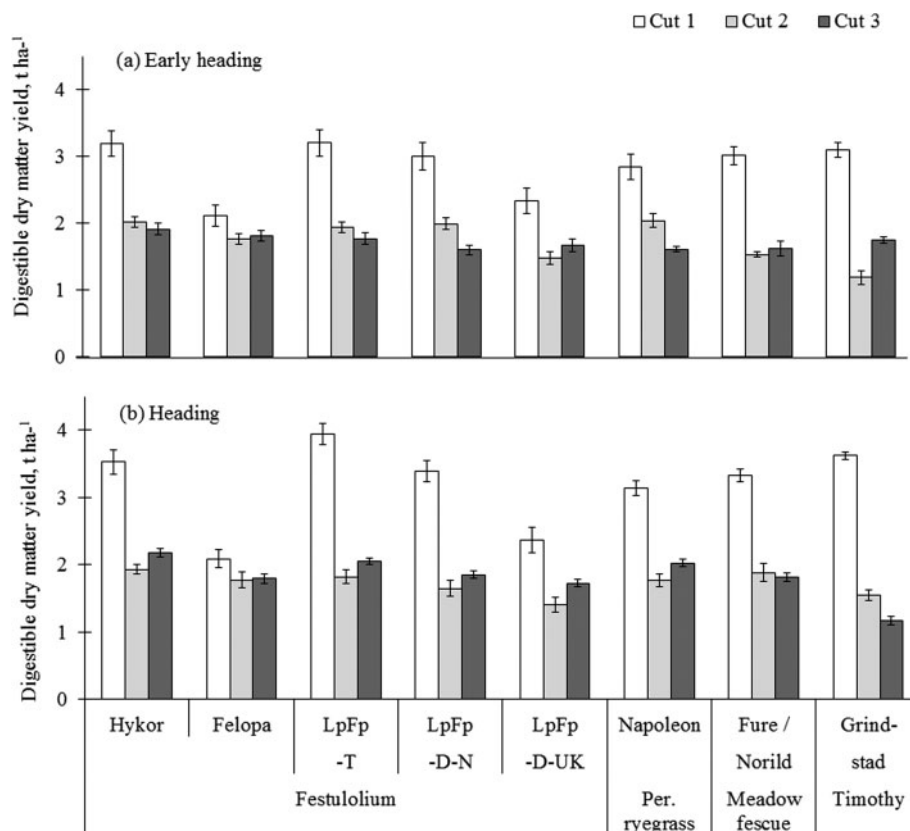 Cut 1 Cut 2 Cut 3
(a) Early heading
Digestible dry matter yield, t ha-1
4
3
2
1
0
(b) Heading
Digestible dry matter yield, t ha-1
4
3
2
1
0
Hykor Felopa LpFp LpFp LpFp Napoleon Fure / Grind-
-T -D-N -D-UK Norild stad
Festulolium Per. Meadow Timothy
ryegrass fescue